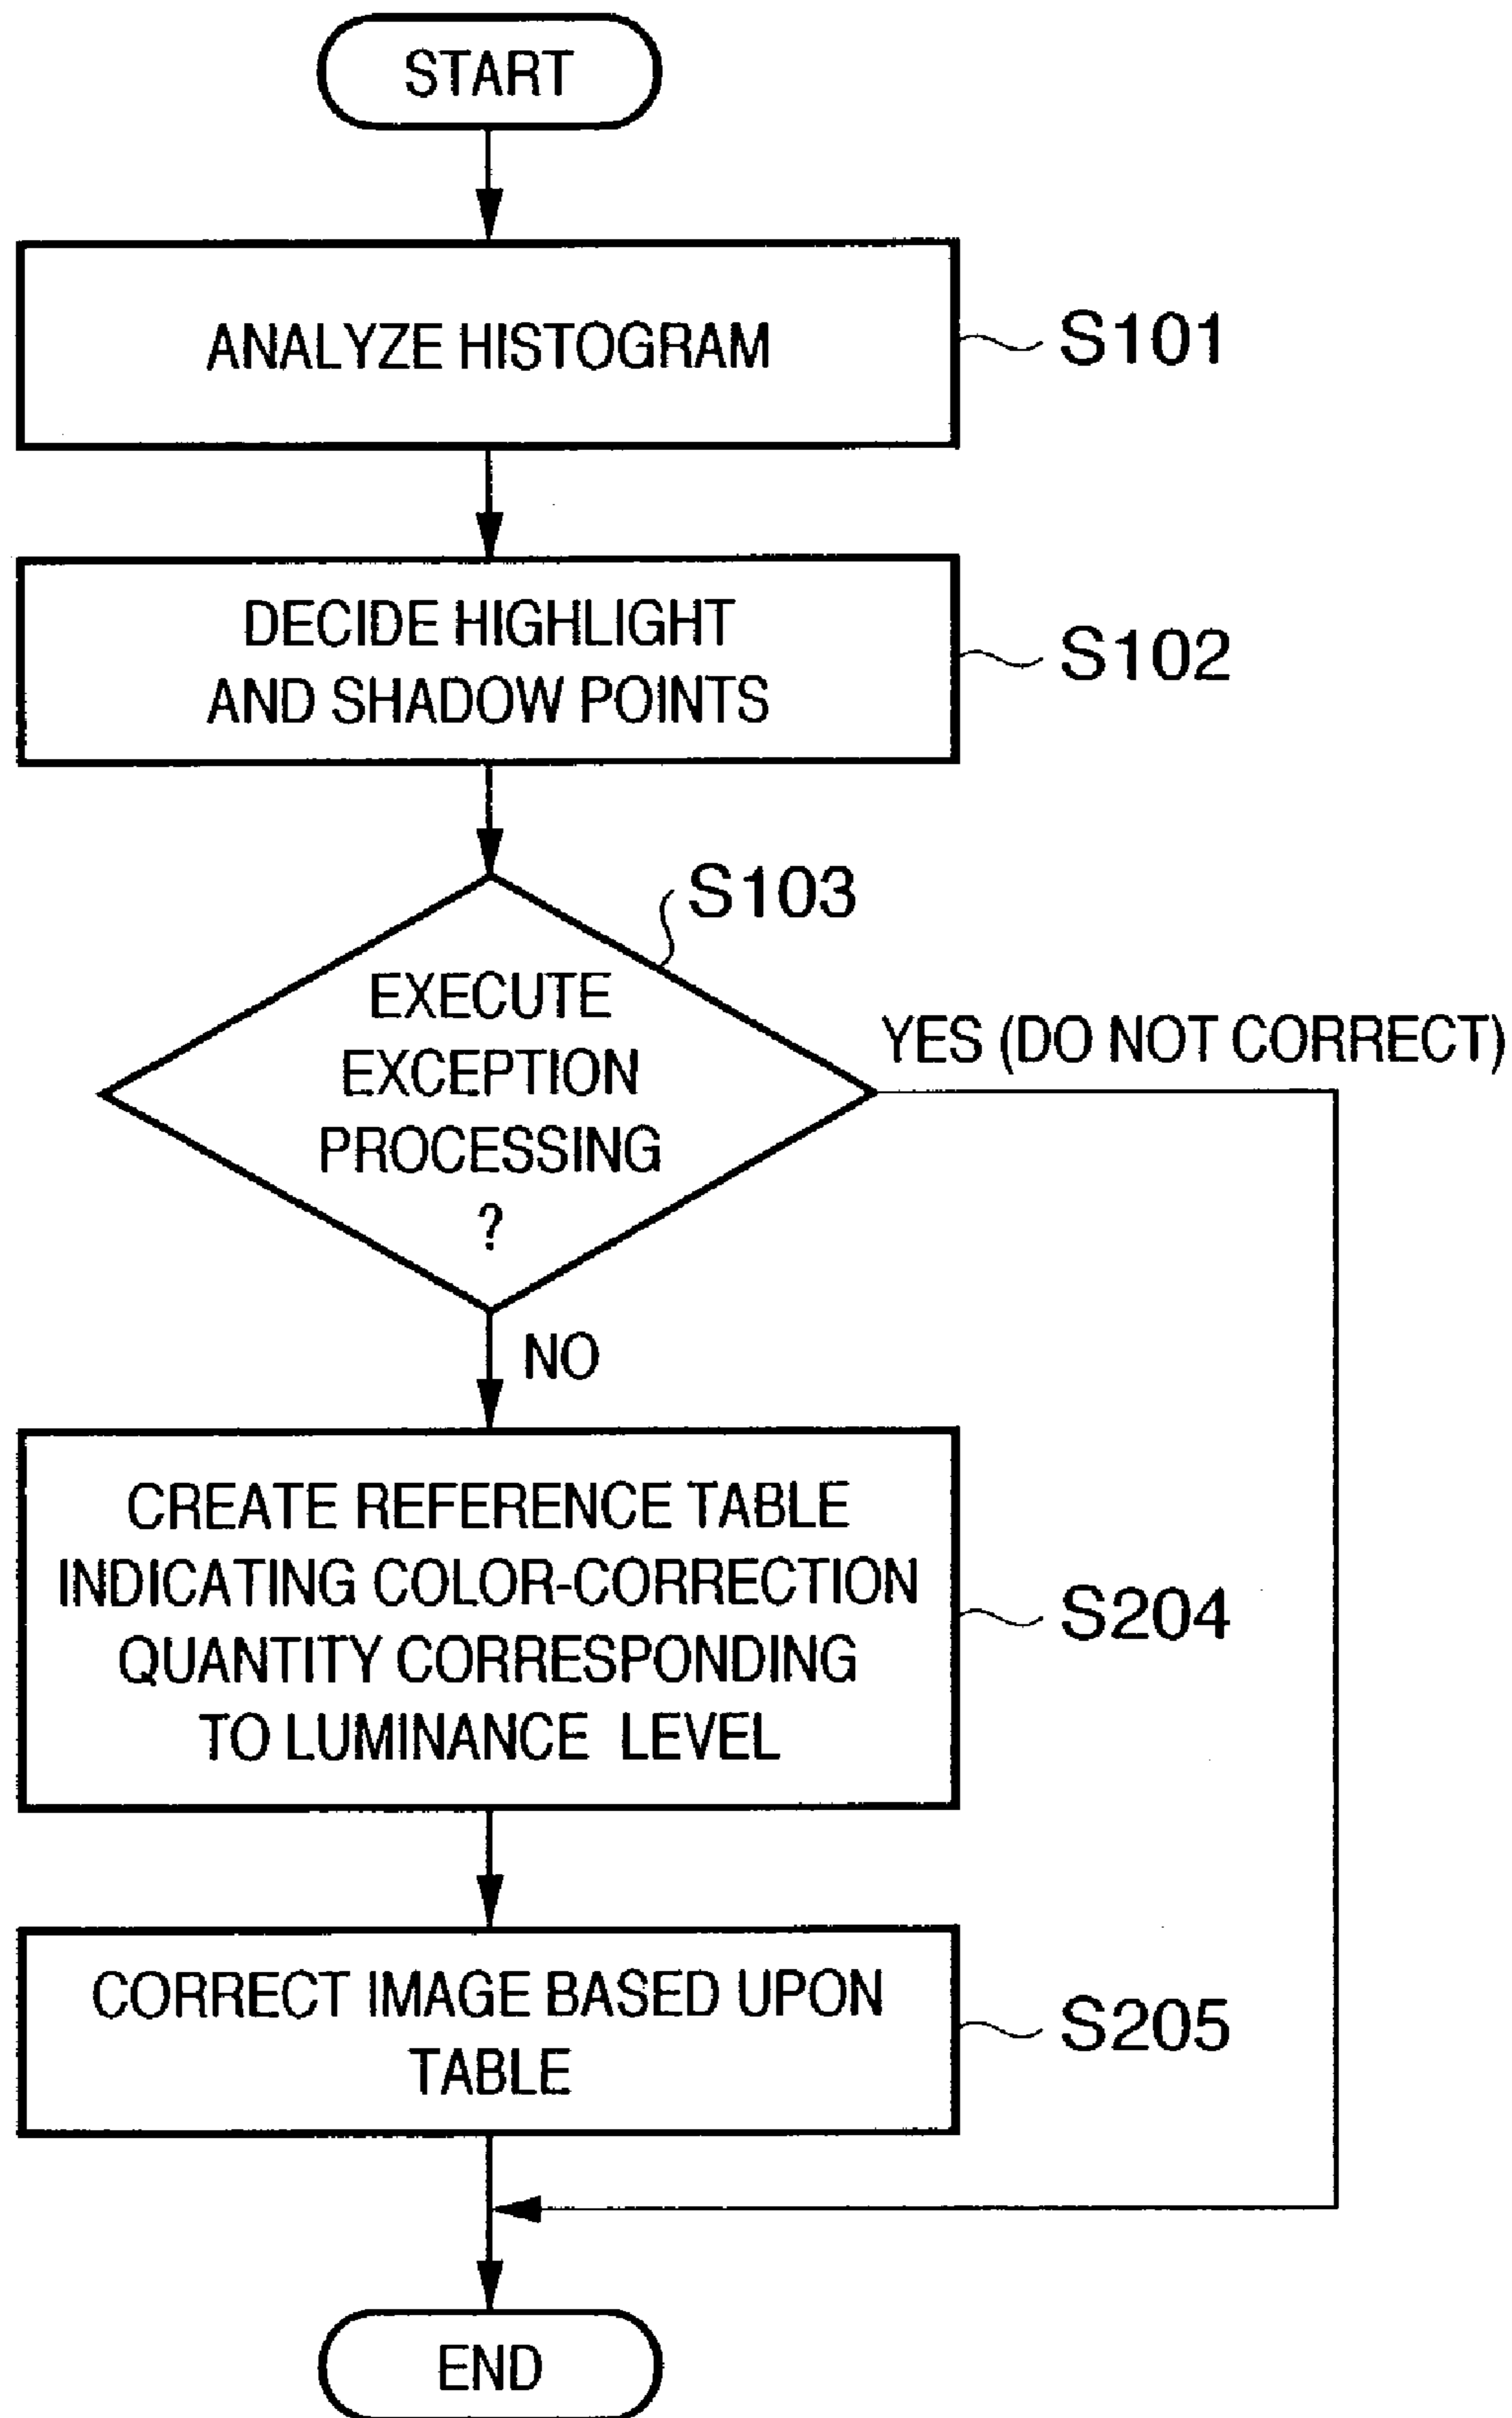 START
ANALYZE HISTOGRAM
S101
DECIDE HIGHLIGHT
AND SHADOW POINTS
S102
S103
EXECUTE
EXCEPTION
PROCESSING
?
YES (DO NOT CORRECT)
NO
CREATE REFERENCE TABLE
INDICATING COLOR-CORRECTION
QUANTITY CORRESPONDING
TO LUMINANCE LEVEL
S204
CORRECT IMAGE BASED UPON
TABLE
S205
END